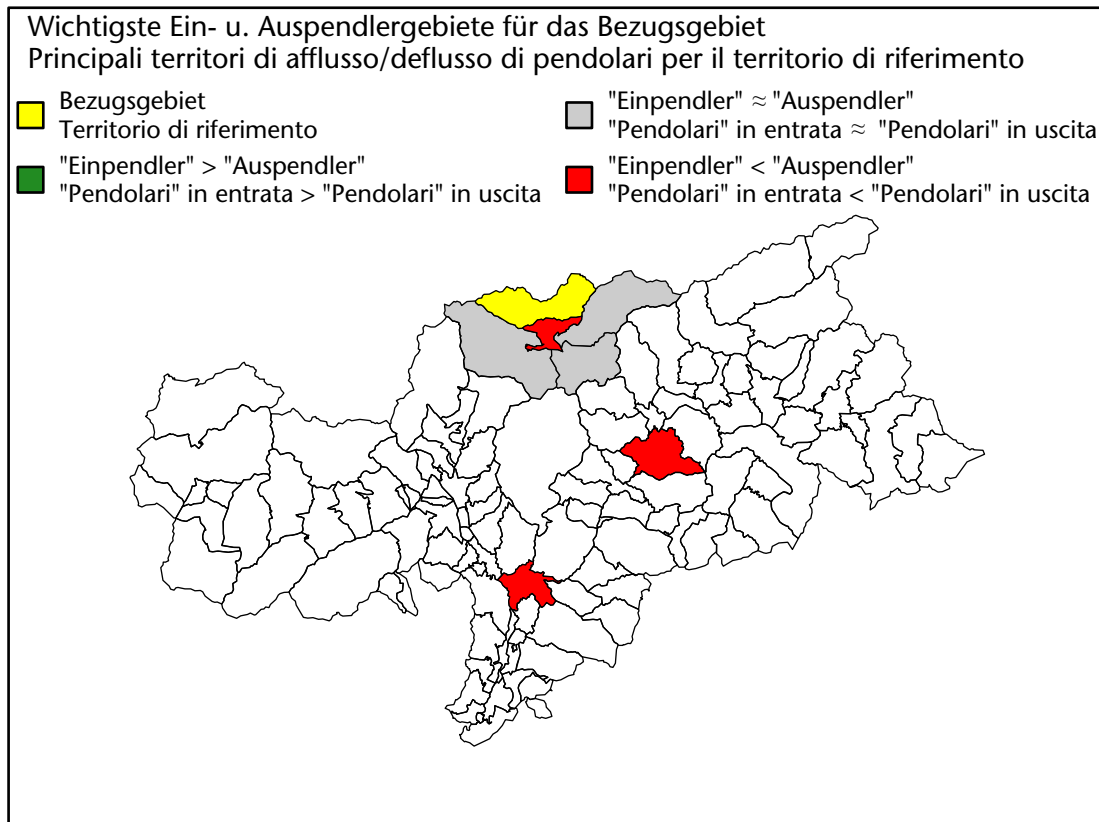 Wichtigste Ein- u. Auspendlergebiete für das Bezugsgebiet
Principali territori di afflusso/deflusso di pendolari per il territorio di riferimento
Bezugsgebiet
Territorio di riferimento
"Einpendler" ≈ "Auspendler"
"Pendolari" in entrata ≈ "Pendolari" in uscita
"Einpendler" > "Auspendler"
"Pendolari" in entrata > "Pendolari" in uscita
"Einpendler" < "Auspendler"
"Pendolari" in entrata < "Pendolari" in uscita